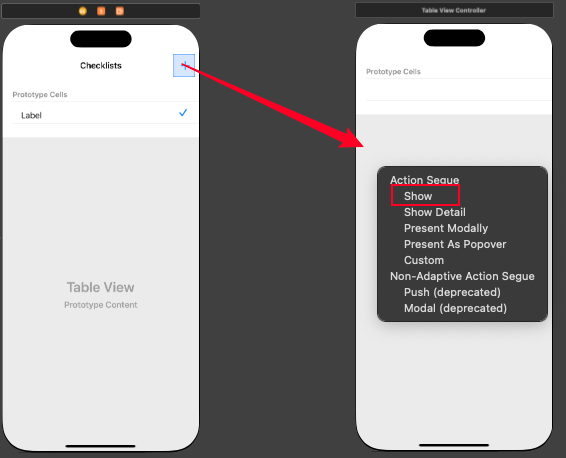 Table View Controller
Checklists
+
Prototype Cells
Label
Table View
Prototype Content
Prototype Cells
Action Segue
Show
Show Detail
Present Modally
Present As Popover
Custom
Non-Adaptive Action Segue
Push (deprecated)
Modal (deprecated)